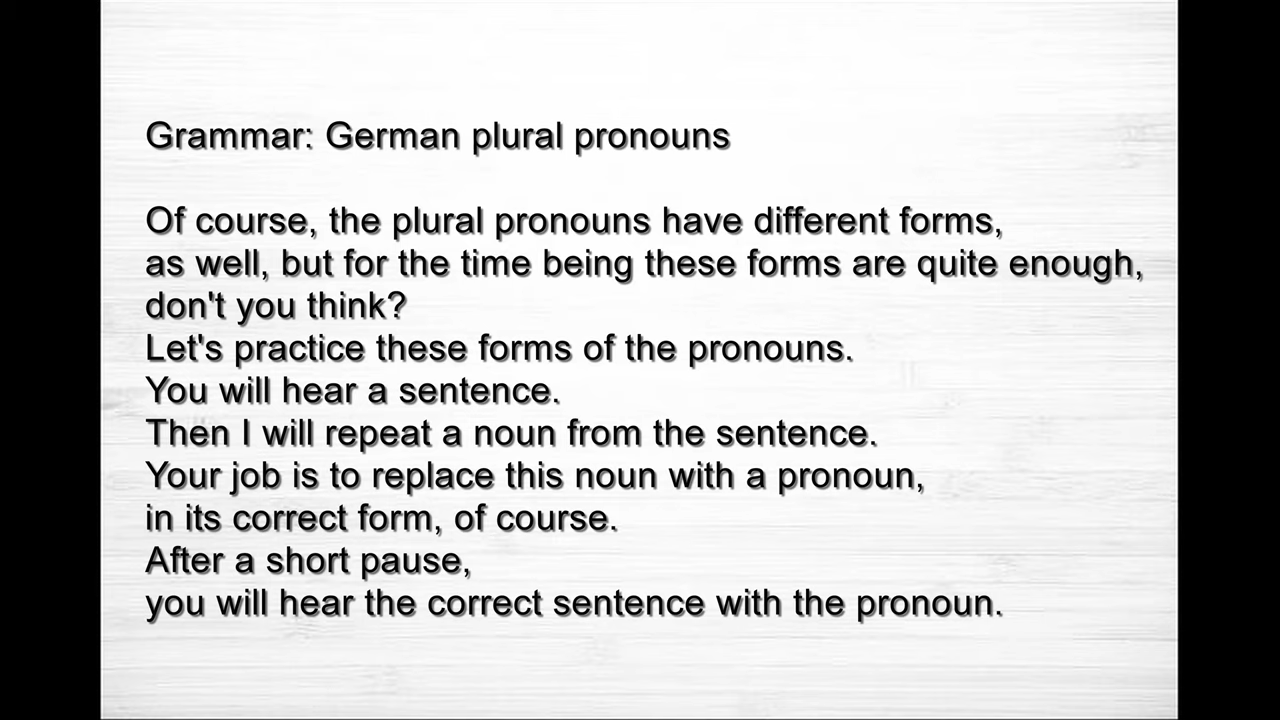 Grammar: German plural pronouns
Of course, the plural pronouns have different forms,
as well, but for the time being these forms are quite enough,
don't you think?
Let's practice these forms of the pronouns.
You will hear a sentence.
Then I will repeat a noun from the sentence.
Your job is to replace this noun with a pronoun,
in its correct form, of course.
After a short pause,
you will hear the correct sentence with the pronoun.